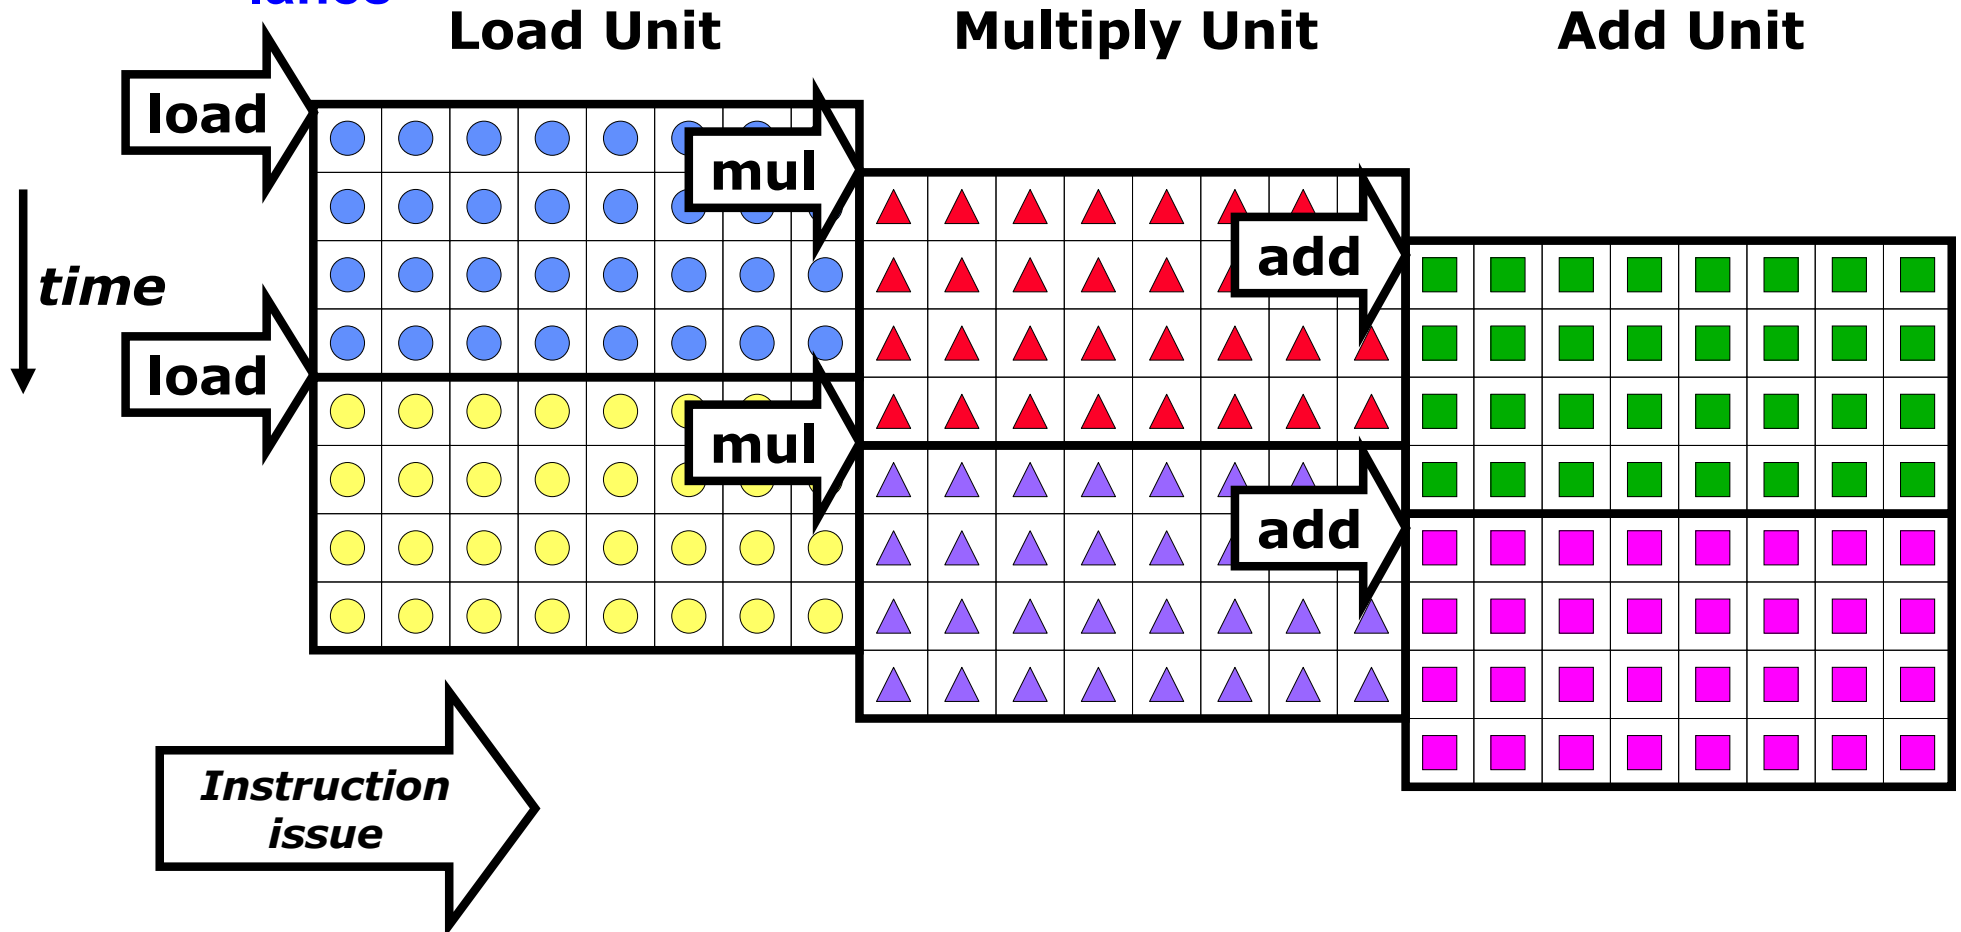 Load Unit
Multiply Unit
Add Unit
load
mul
add
time
load
mul
add
Instruction
issue